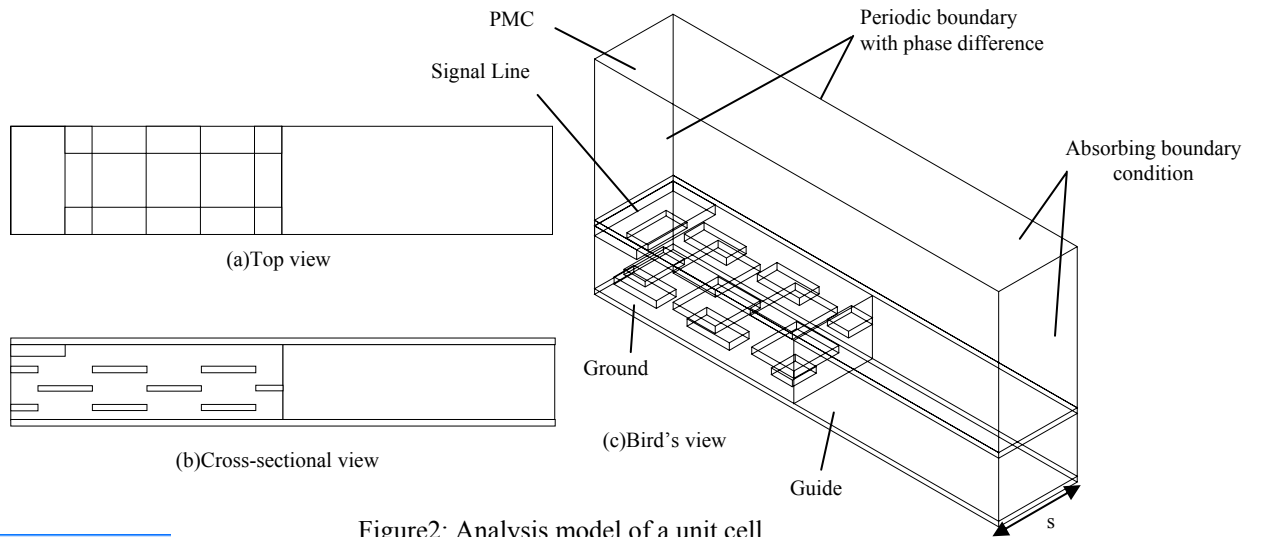 PMC
Periodic boundary
with phase difference
Signal Line
Absorbing boundary
condition
(a)Top view
Ground
(c)Bird's view
(b)Cross-sectional view
Guide
s
Figure2: Analysis model of a unit cell